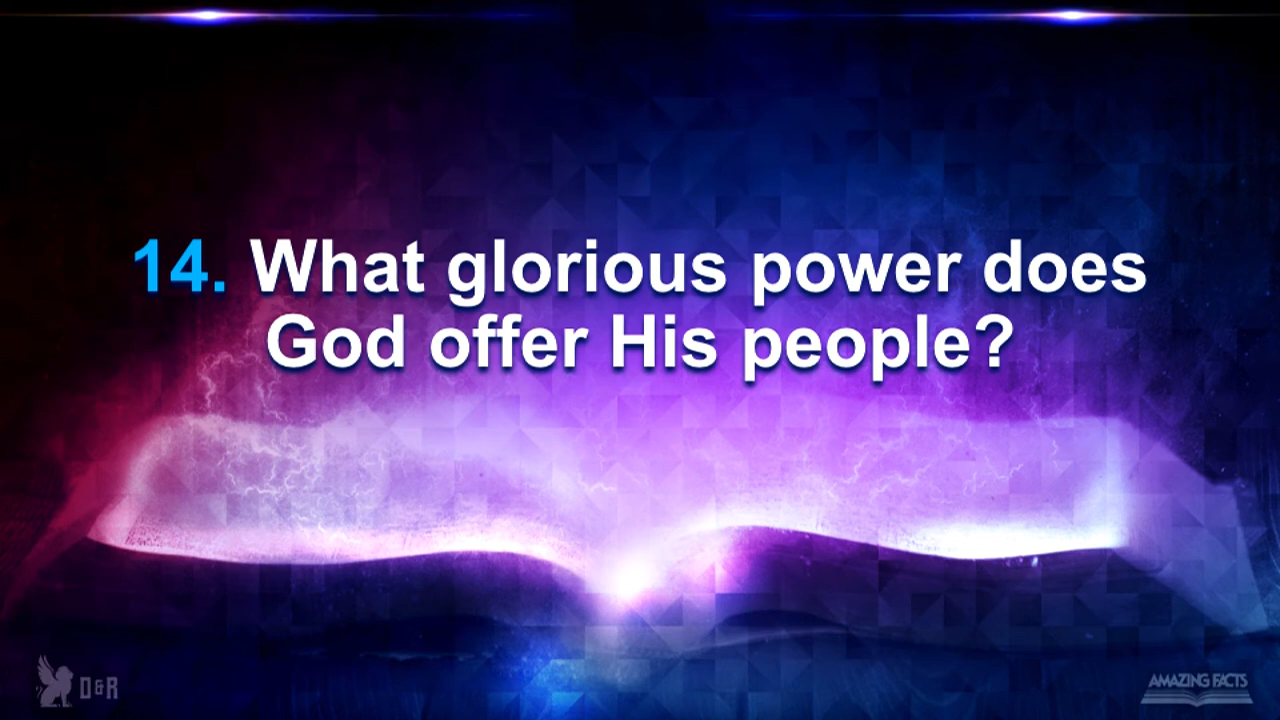 14. What glorious power does
God offer His people?
D&R
AMAZING FACTS